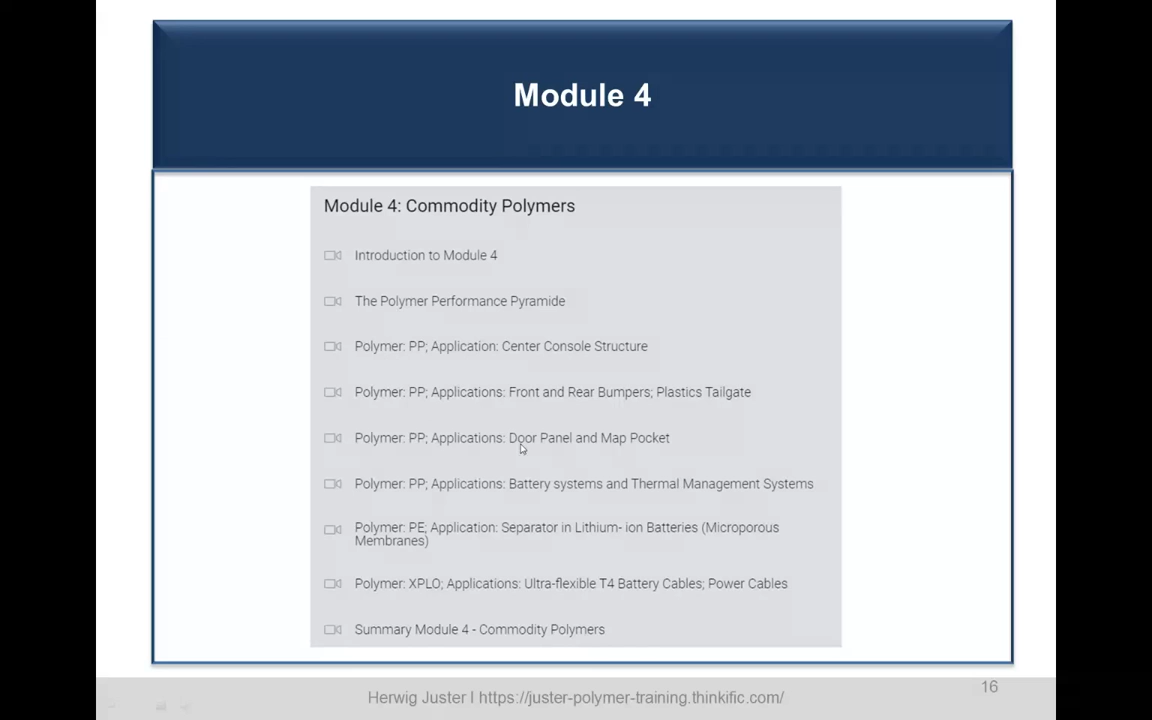 Module 4
Module 4: Commodity Polymers
Introduction to Module 4
The Polymer Performance Pyramide
Polymer: PP; Application: Center Console Structure
Polymer: PP; Applications: Front and Rear Bumpers; Plastics Tailgate
Polymer: PP; Applications: Door Panel and Map Pocket
Polymer: PP; Applications: Battery systems and Thermal Management Systems
Polymer: PE; Application: Separator in Lithium- ion Batteries (Microporous
Membranes)
Polymer: XPLO; Applications: Ultra-flexible T4 Battery Cables; Power Cables
Summary Module 4 - Commodity Polymers
Herwig Juster I https://juster-polymer-training.thinkific.com/
16